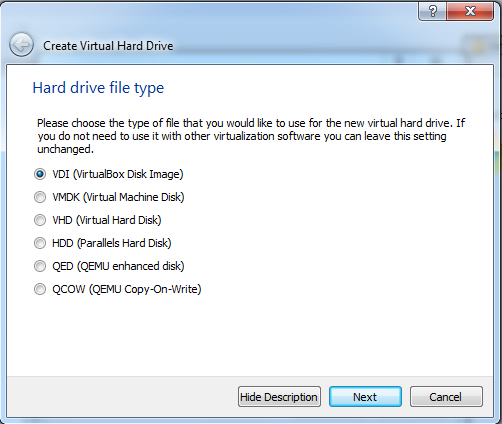 ?
Create Virtual Hard Drive
Hard drive file type
Please choose the type of file that you would like to use for the new virtual hard drive. If
you do not need to use it with other virtualization software you can leave this setting
unchanged.
VDI (VirtualBox Disk Image)
VMDK (Virtual Machine Disk)
VHD (Virtual Hard Disk)
HDD (Parallels Hard Disk)
QED (QEMU enhanced disk)
QCOW (QEMU Copy-On-Write)
Hide Description Next Cancel